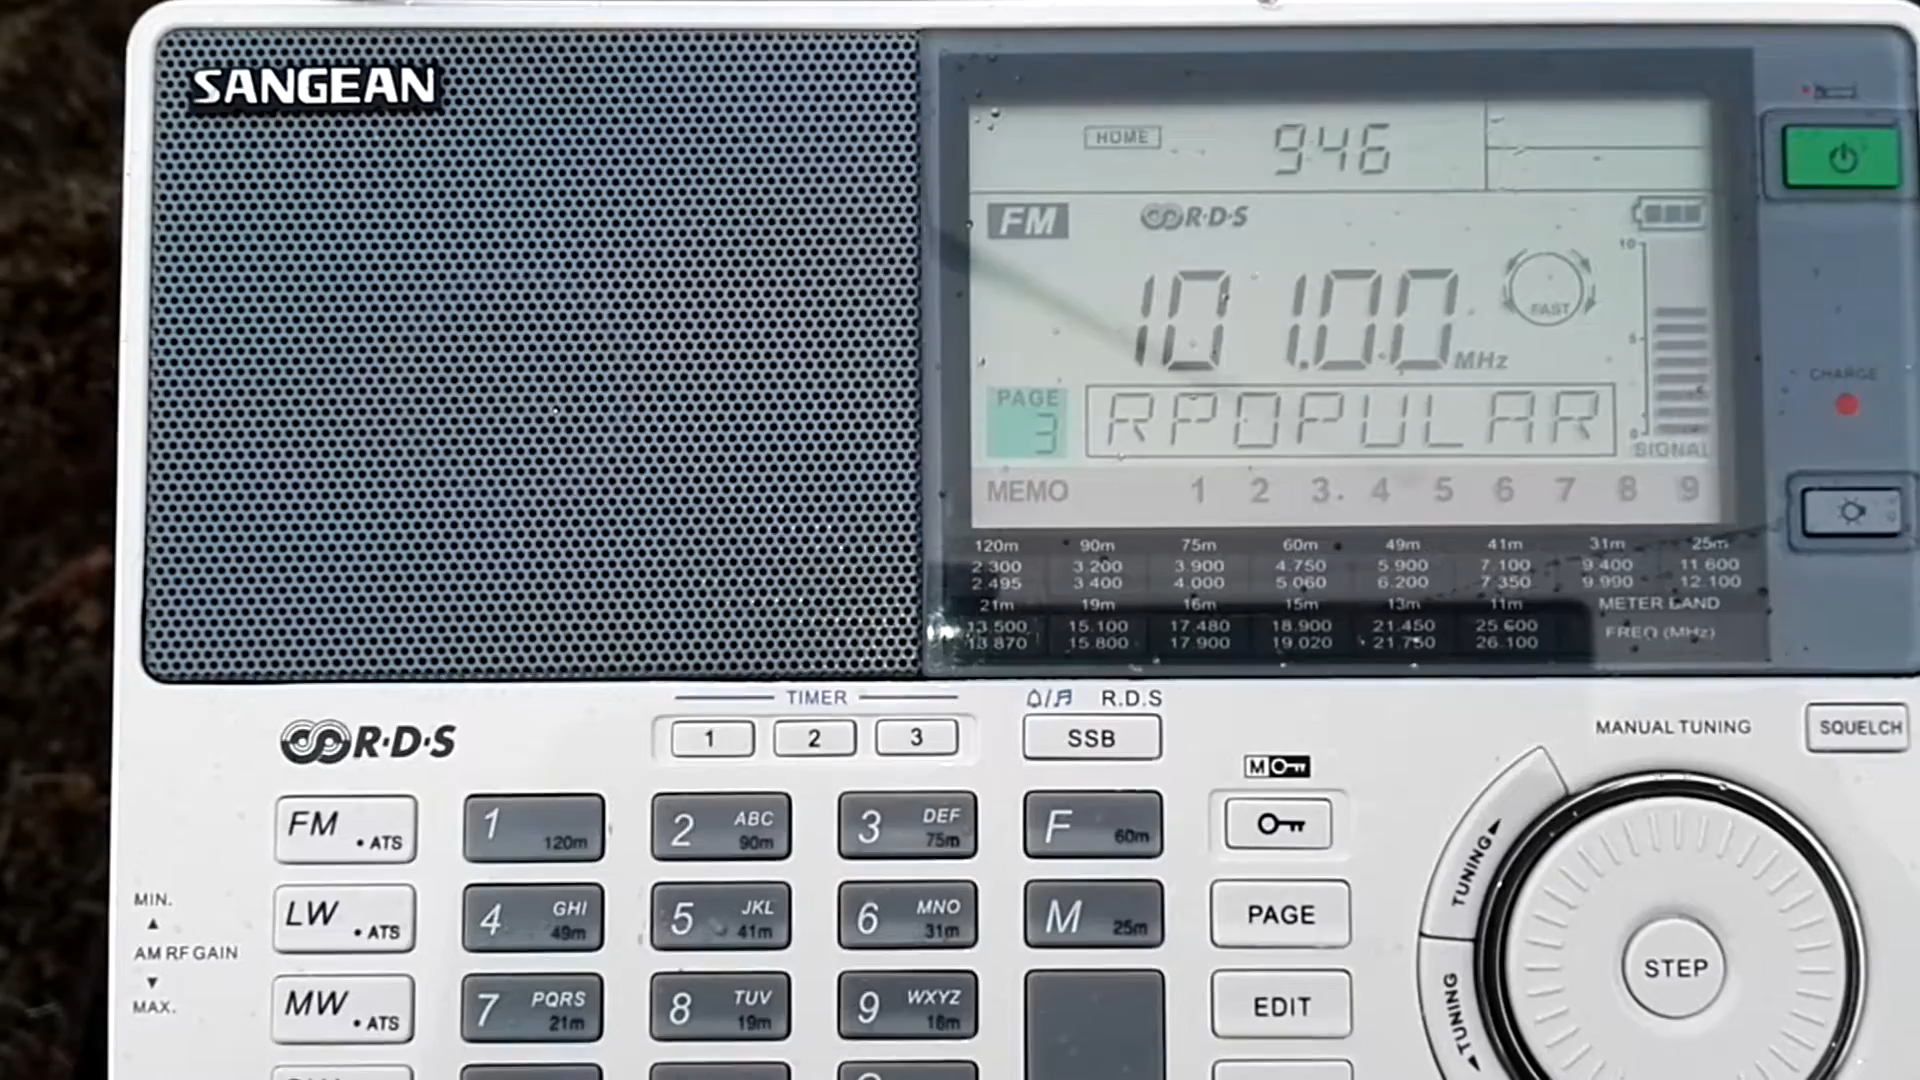 SANGEAN
HOME 9:46
FM R·D·S
10
101.00 MHz
FAST
5
CHARGE
PAGE
3
RPOPULAR
0
SIGNAL
MEMO 1 2 3 4 5 6 7 8 9
120m 90m 75m 60m 49m 41m 31m 25m
2.300 3.200 3.900 4.750 5.900 7.100 9.400 11.600
2.495 3.400 4.000 5.060 6.200 7.350 9.990 12.100
21m 19m 16m 15m 13m 11m METER BAND
13.500 15.100 17.480 18.900 21.450 25.600 FREQ (MHz)
13.870 15.800 17.900 19.020 21.750 26.100
TIMER
R.D.S
1 2 3 SSB
R·D·S
MANUAL TUNING SQUELCH
M
FM • ATS 1 120m 2 ABC 90m 3 DEF 75m F 60m
TUNING
MIN.
AM RF GAIN
MAX.
LW • ATS 4 GHI 49m 5 JKL 41m 6 MNO 31m M 25m PAGE
STEP
TUNING
MW • ATS 7 PQRS 21m 8 TUV 19m 9 WXYZ 16m EDIT